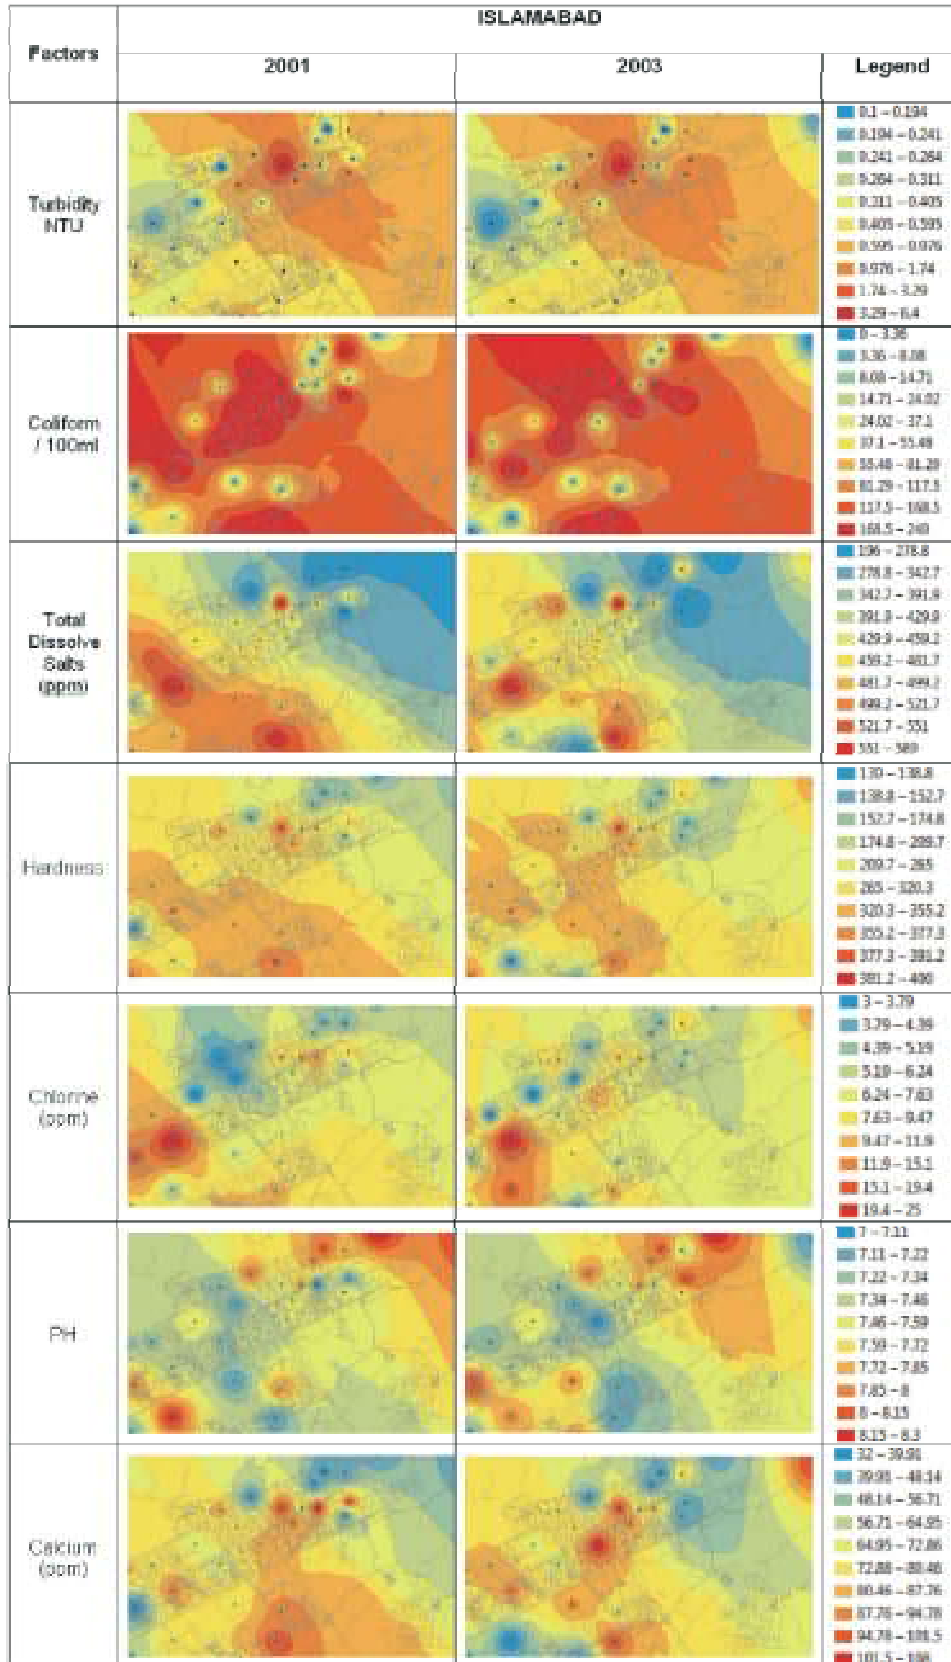 ISLAMABAD
Factors
2001
2003
Legend
Turbidity
NTU
0.1 – 0.194
0.194 – 0.241
0.241 – 0.264
0.264 – 0.311
0.311 – 0.405
0.405 – 0.595
0.595 – 0.976
0.976 – 1.74
1.74 – 3.29
3.29 – 6.4
Coliform
/ 100ml
0 – 3.36
3.36 – 8.08
8.08 – 14.71
14.71 – 24.02
24.02 – 37.1
37.1 – 55.48
55.48 – 81.29
81.29 – 117.5
117.5 – 168.5
168.5 – 240
Total
Dissolve
Salts
(ppm)
196 – 278.8
278.8 – 342.7
342.7 – 391.9
391.9 – 429.9
429.9 – 459.2
459.2 – 481.7
481.7 – 499.2
499.2 – 521.7
521.7 – 551
551 – 589
Hardness
130 – 138.8
138.8 – 152.7
152.7 – 174.8
174.8 – 209.7
209.7 – 265
265 – 320.3
320.3 – 355.2
355.2 – 377.3
377.3 – 391.2
391.2 – 400
Chlorine
(ppm)
3 – 3.79
3.79 – 4.39
4.39 – 5.19
5.19 – 6.24
6.24 – 7.63
7.63 – 9.47
9.47 – 11.9
11.9 – 15.1
15.1 – 19.4
19.4 – 25
PH
7 – 7.11
7.11 – 7.22
7.22 – 7.34
7.34 – 7.46
7.46 – 7.59
7.59 – 7.72
7.72 – 7.85
7.85 – 8
8 – 8.15
8.15 – 8.3
Calcium
(ppm)
32 – 39.91
39.91 – 48.14
48.14 – 56.71
56.71 – 64.95
64.95 – 72.86
72.86 – 80.46
80.46 – 87.76
87.76 – 94.78
94.78 – 101.5
101.5 – 108